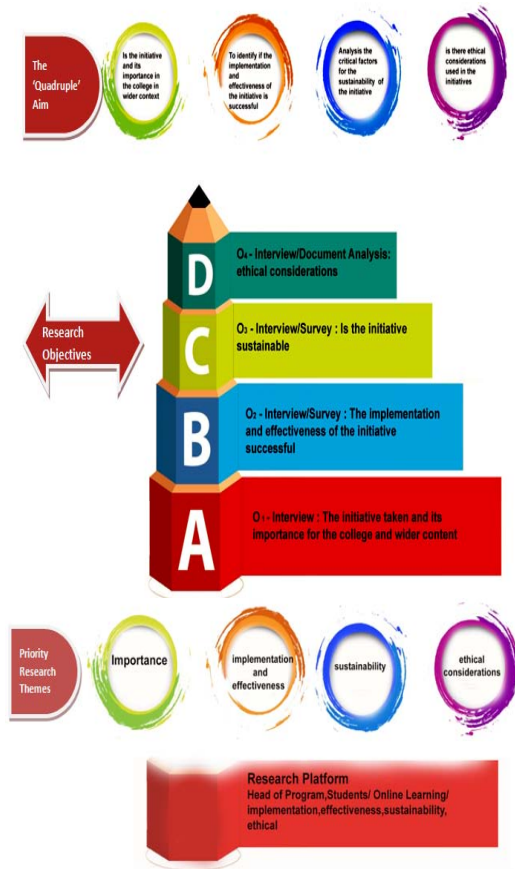 The
'Quadruple'
Aim
Is the initiative
and its
importance in
the college in
wider context
To identify if the
implementation
and
effectiveness of
the initiative is
successful
Analysis the
critical factors
for the
sustainability of
the initiative
is there ethical
considerations
used in the
initiatives
Research
Objectives
D
O4 - Interview/Document Analysis:
ethical considerations
C
O3 - Interview/Survey : Is the initiative
sustainable
B
O2 - Interview/Survey : The implementation
and effectiveness of the initiative
successful
A
O1 - Interview : The initiative taken and its
importance for the college and wider content
Priority
Research
Themes
Importance
implementation
and
effectiveness
sustainability
ethical
considerations
Research Platform
Head of Program,Students/ Online Learning/
implementation,effectiveness,sustainability,
ethical